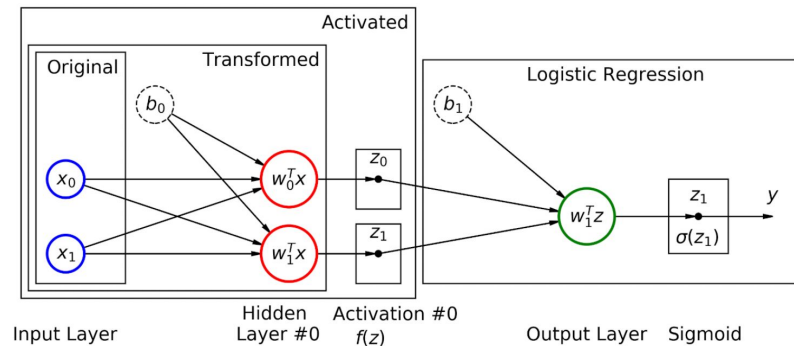 Activated
Original
Transformed
Logistic Regression
b₀
b₁
x₀
w₀ᵀx
z₀
w₁ᵀz
z₁
σ(z₁)
y
x₁
w₁ᵀx
z₁
Hidden
Layer #0
Activation #0
f(z)
Input Layer
Output Layer
Sigmoid